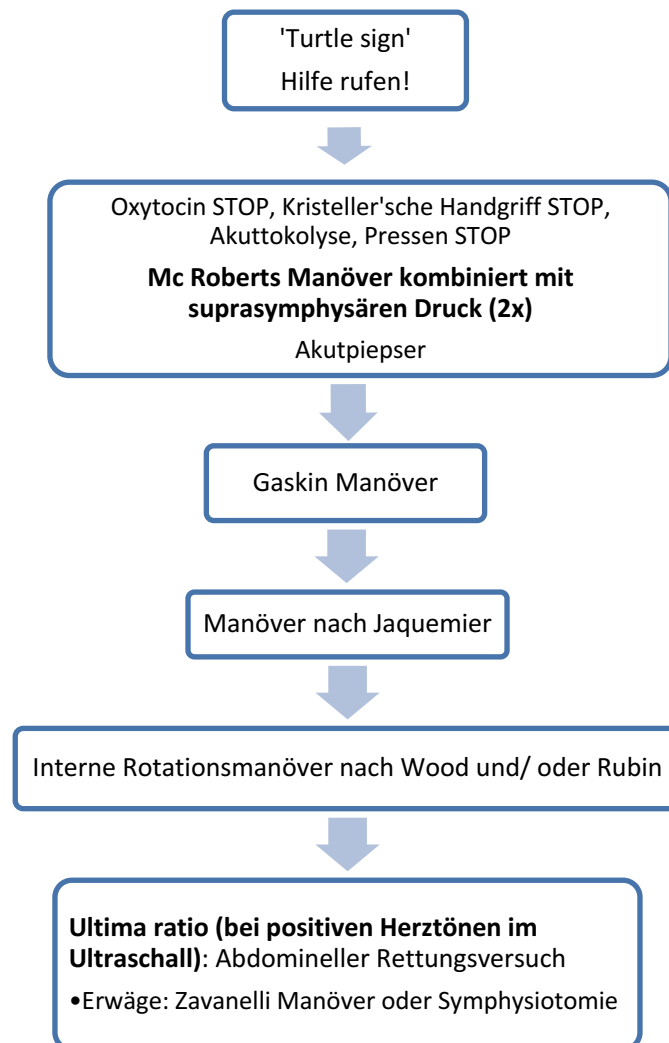 'Turtle sign'
Hilfe rufen!
Oxytocin STOP, Kristeller'sche Handgriff STOP,
Akuttokolyse, Pressen STOP
Mc Roberts Manöver kombiniert mit
suprasymphysären Druck (2x)
Akutpiepser
Gaskin Manöver
Manöver nach Jaquemier
Interne Rotationsmanöver nach Wood und/ oder Rubin
Ultima ratio (bei positiven Herztönen im
Ultraschall): Abdomineller Rettungsversuch
•Erwäge: Zavanelli Manöver oder Symphysiotomie